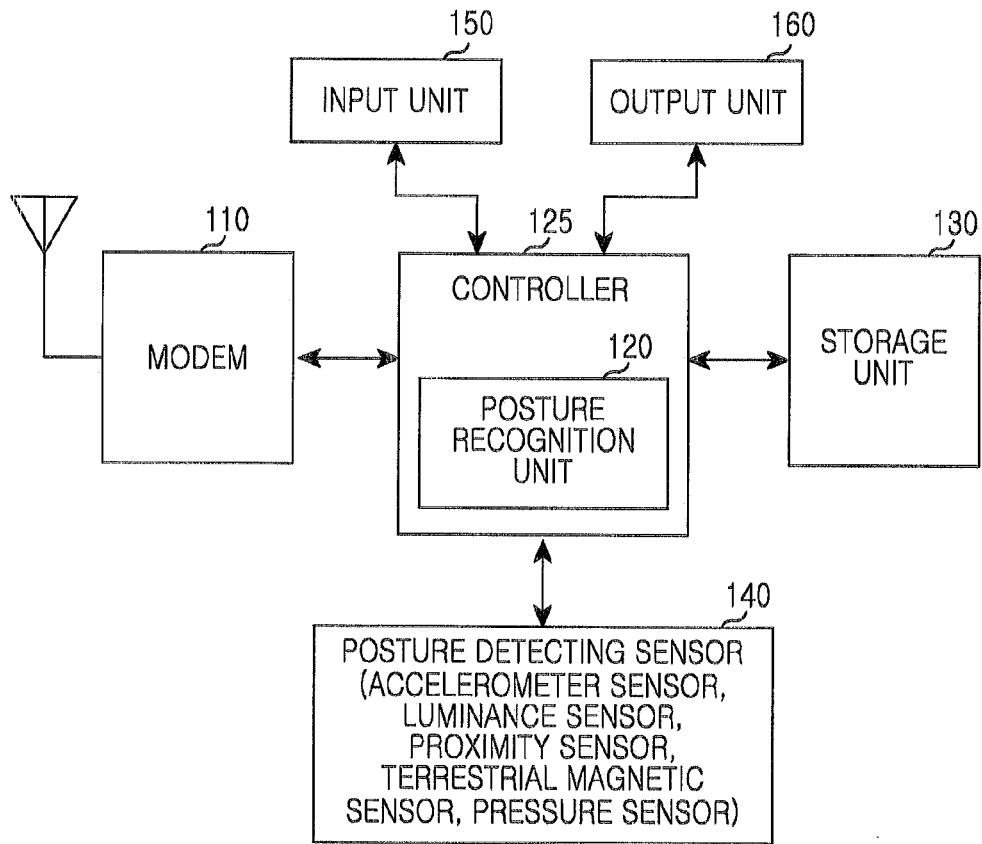 150
160
INPUT UNIT
OUTPUT UNIT
110
125
130
MODEM
CONTROLLER
120
POSTURE
RECOGNITION
UNIT
STORAGE
UNIT
140
POSTURE DETECTING SENSOR
(ACCELEROMETER SENSOR,
LUMINANCE SENSOR,
PROXIMITY SENSOR,
TERRESTRIAL MAGNETIC
SENSOR, PRESSURE SENSOR)